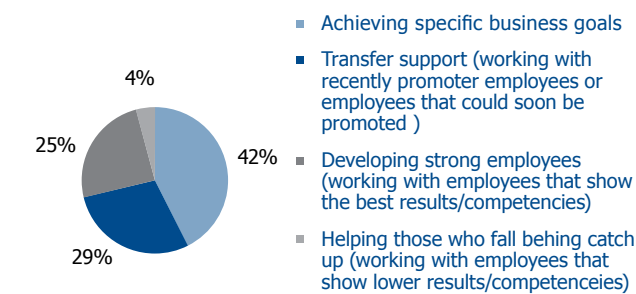 Achieving specific business goals
Transfer support (working with
recently promoter employees or
employees that could soon be
promoted )
4%
25%
42%
Developing strong employees
(working with employees that show
the best results/competencies)
29%
Helping those who fall behing catch
up (working with employees that
show lower results/competenceies)